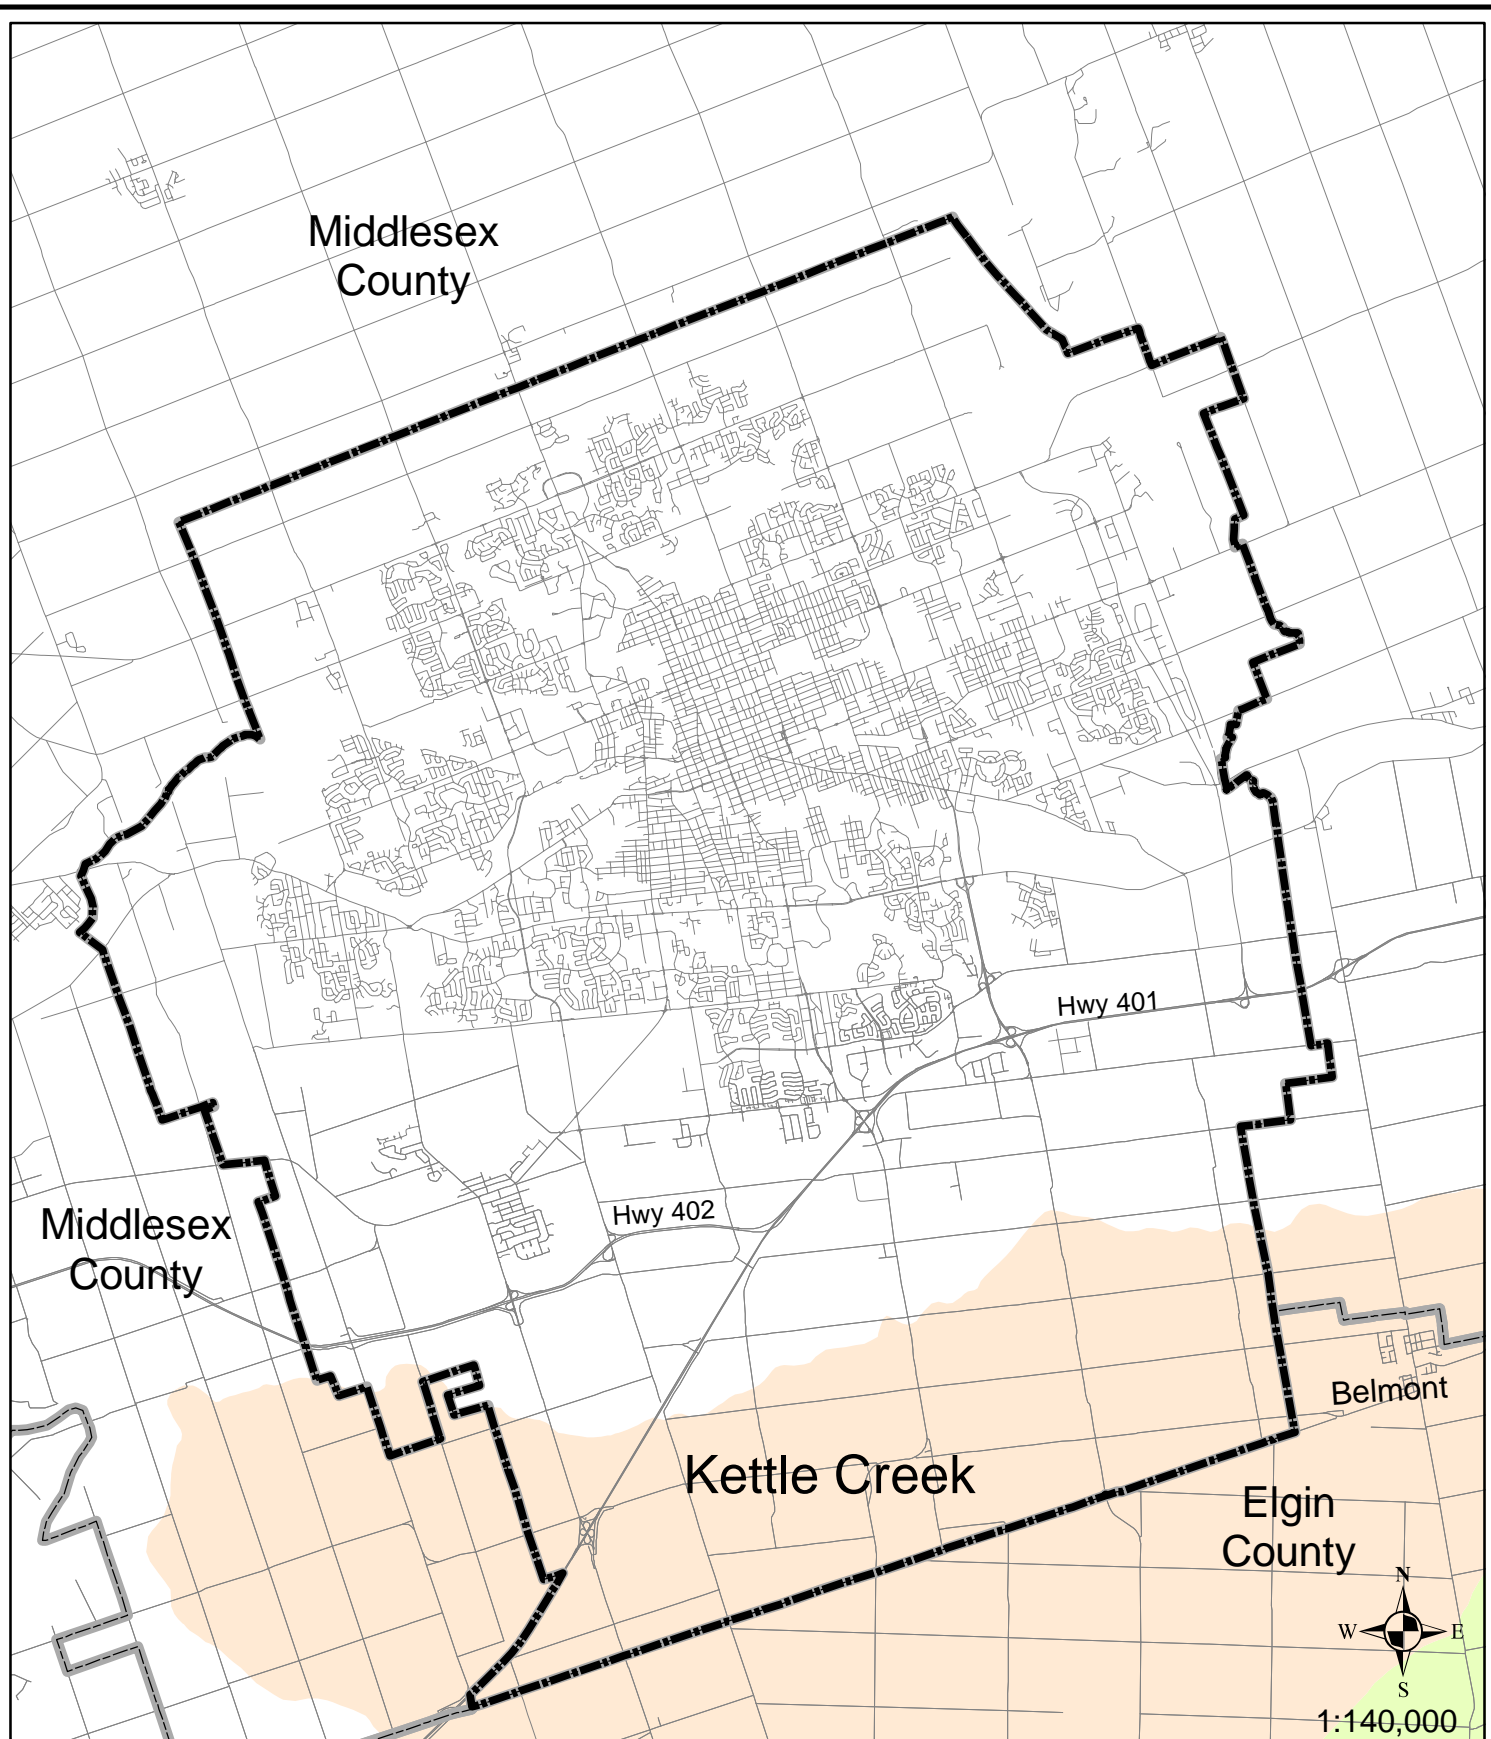 Middlesex
County
Hwy 401
Middlesex
County
Hwy 402
Belmont
Kettle Creek
Elgin
County
N
W
E
S
1:140,000